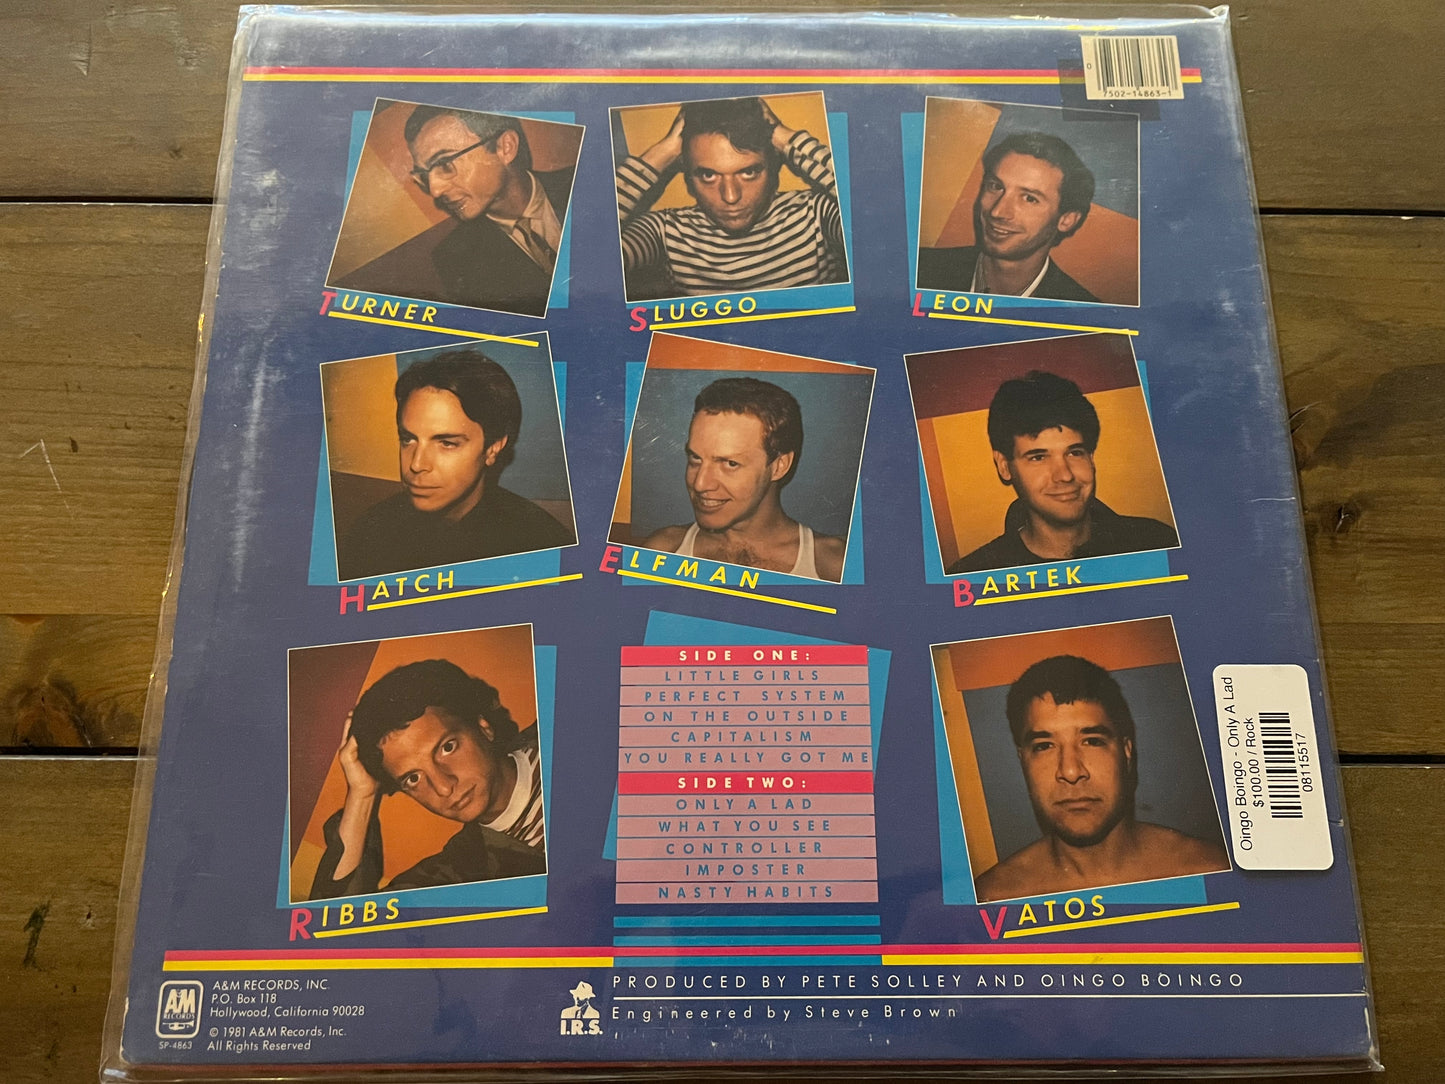 0
7502-14863-1
TURNER
SLUGGO
LEON
HATCH
ELFMAN
BARTEK
RIBBS
VATOS
SIDE ONE:
LITTLE GIRLS
PERFECT SYSTEM
ON THE OUTSIDE
CAPITALISM
YOU REALLY GOT ME
SIDE TWO:
ONLY A LAD
WHAT YOU SEE
CONTROLLER
IMPOSTER
NASTY HABITS
Oingo Boingo - Only A Lad
$100.00 / Rock
08115517
A&M
RECORDS
SP-4863
A&M RECORDS, INC.
P.O. Box 118
Hollywood, California 90028
© 1981 A&M Records, Inc.
All Rights Reserved
I.R.S.
PRODUCED BY PETE SOLLEY AND OINGO BOINGO
Engineered by Steve Brown